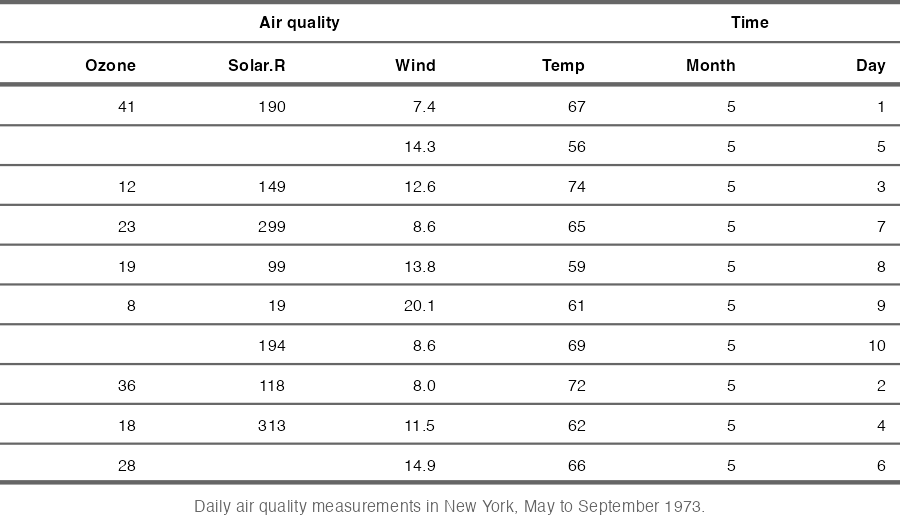 Air quality Time
Ozone Solar.R Wind Temp Month Day
41 190 7.4 67 5 1
14.3 56 5 5
12 149 12.6 74 5 3
23 299 8.6 65 5 7
19 99 13.8 59 5 8
8 19 20.1 61 5 9
194 8.6 69 5 10
36 118 8.0 72 5 2
18 313 11.5 62 5 4
28 14.9 66 5 6
Daily air quality measurements in New York, May to September 1973.